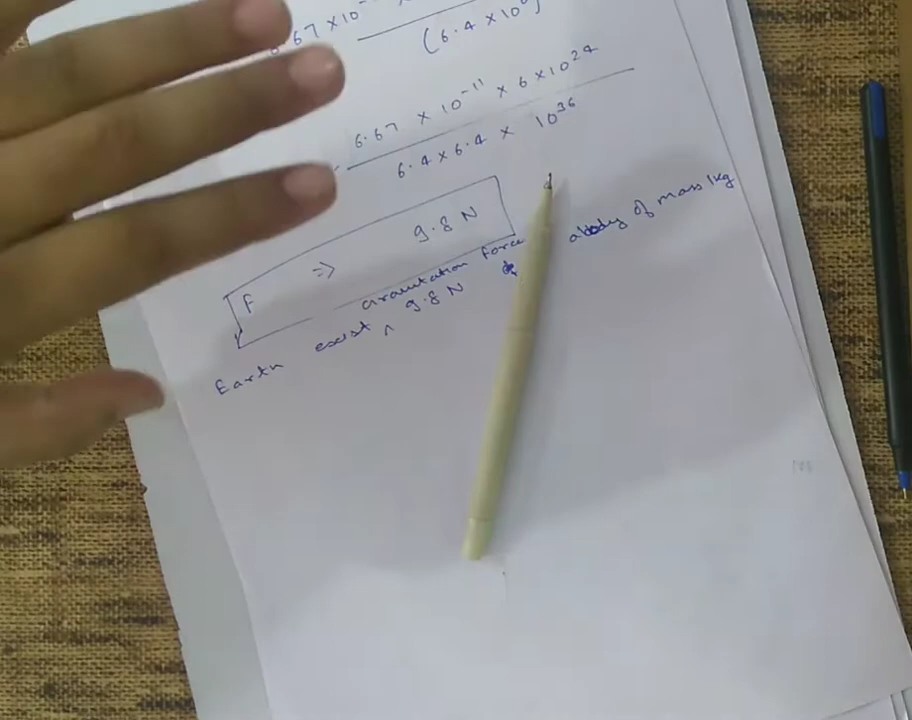 6.67 × 10⁻
(6.4 × 10
6.67 × 10⁻¹¹ × 6 × 10²⁴
6.4 × 6.4 × 10³⁶
F ⇒ 9.8 N
Gravitation force
Earth exist ^ 9.8 N a body of mass 1kg